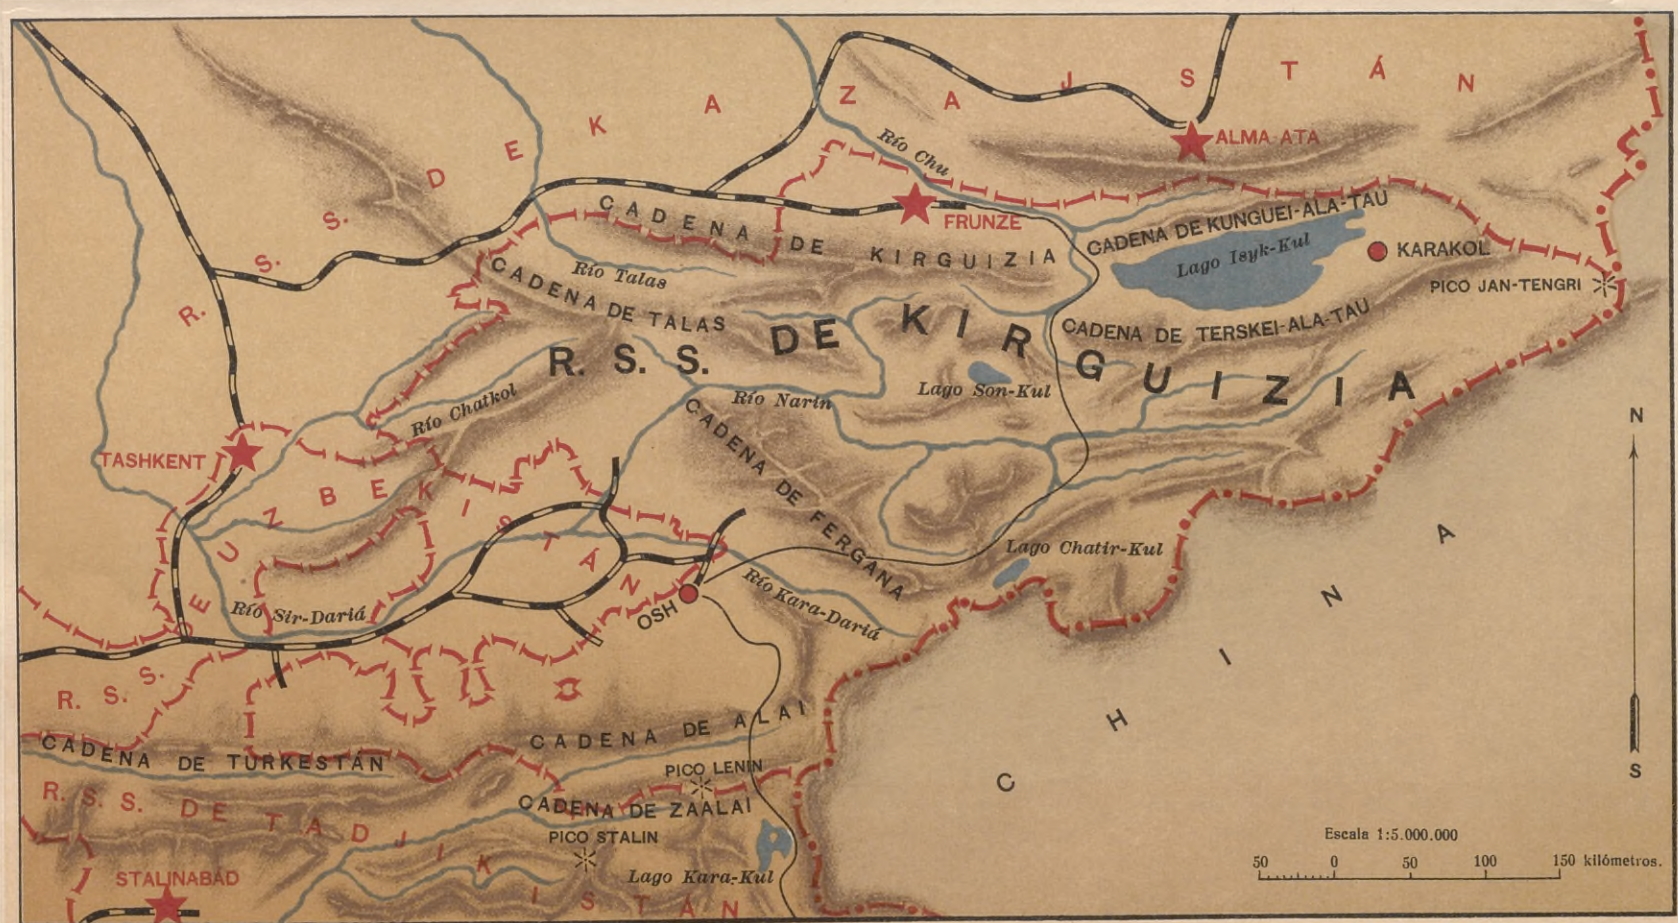 R. S. S. DE KAZAJSTÁN
ALMA ATA
Río Chu
FRUNZE
CADENA DE KUNGUEI-ALA-TAU
Lago Isyk-Kul
KARAKOL
PICO JAN-TENGRI
CADENA DE KIRGUIZIA
Río Talas
CADENA DE TALAS
CADENA DE TERSKEI-ALA-TAU
R. S. S. DE KIRGUIZIA
Lago Son-Kul
Río Narin
Río Chatkol
TASHKENT
CADENA DE FERGANA
R. S. S. DE UZBEKISTÁN
Lago Chatir-Kul
Río Kara-Dariá
OSH
Río Sir-Dariá
CHINA
N
S
CADENA DE ALAI
CADENA DE TURKESTÁN
PICO LENIN
CADENA DE ZAALAI
R. S. S. DE TADJIKISTÁN
PICO STALIN
Lago Kara-Kul
STALINABAD
Escala 1:5.000.000
50 0 50 100 150 kilómetros.